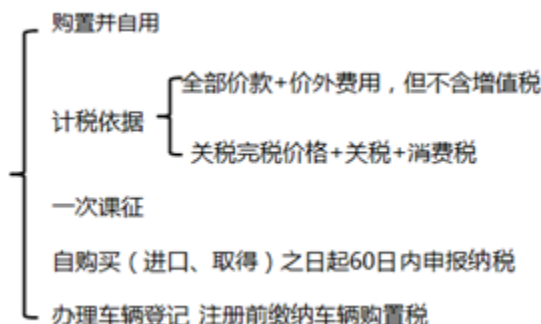 购置并自用
全部价款+价外费用，但不含增值税
计税依据
关税完税价格+关税+消费税
一次课征
自购买（进口、取得）之日起60日内申报纳税
办理车辆登记 注册前缴纳车辆购置税